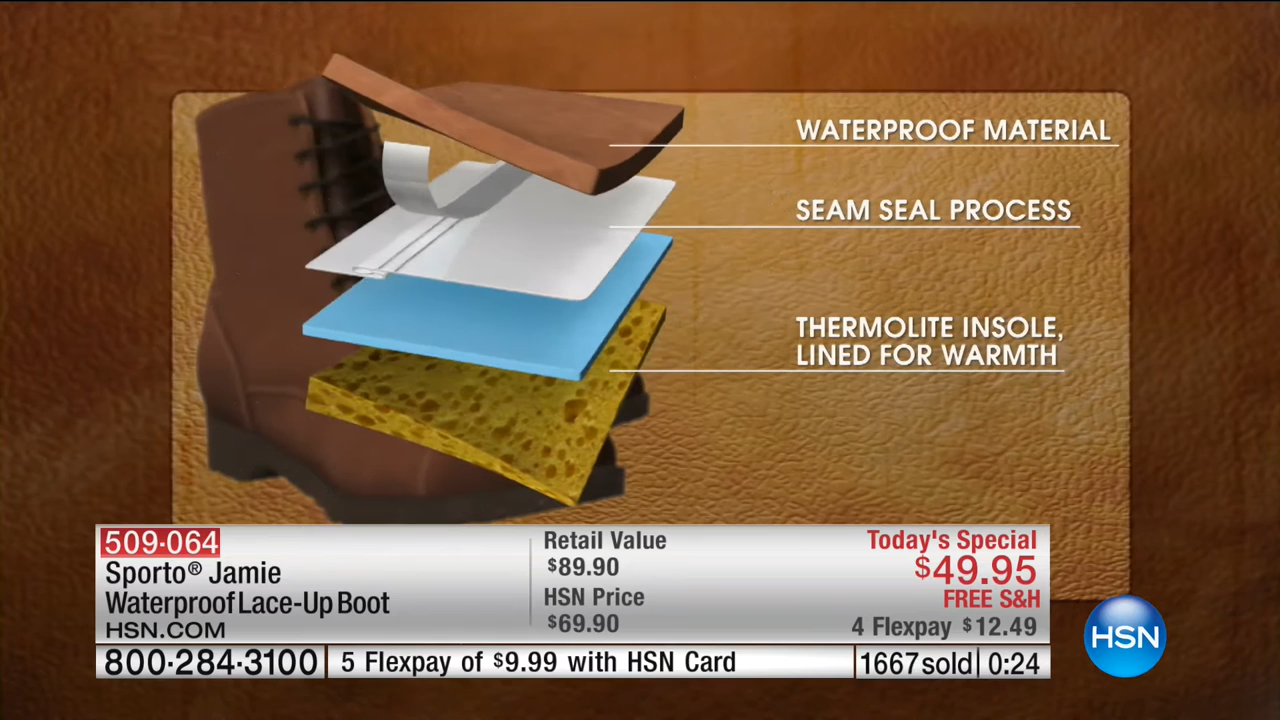 WATERPROOF MATERIAL
SEAM SEAL PROCESS
THERMOLITE INSOLE,
LINED FOR WARMTH
509·064
Sporto® Jamie
Waterproof Lace-Up Boot
HSN.COM
Retail Value
$89.90
HSN Price
$69.90
Today's Special
$49.95
FREE S&H
4 Flexpay $12.49
HSN
800·284·3100
5 Flexpay of $9.99 with HSN Card
1667 sold
0:24